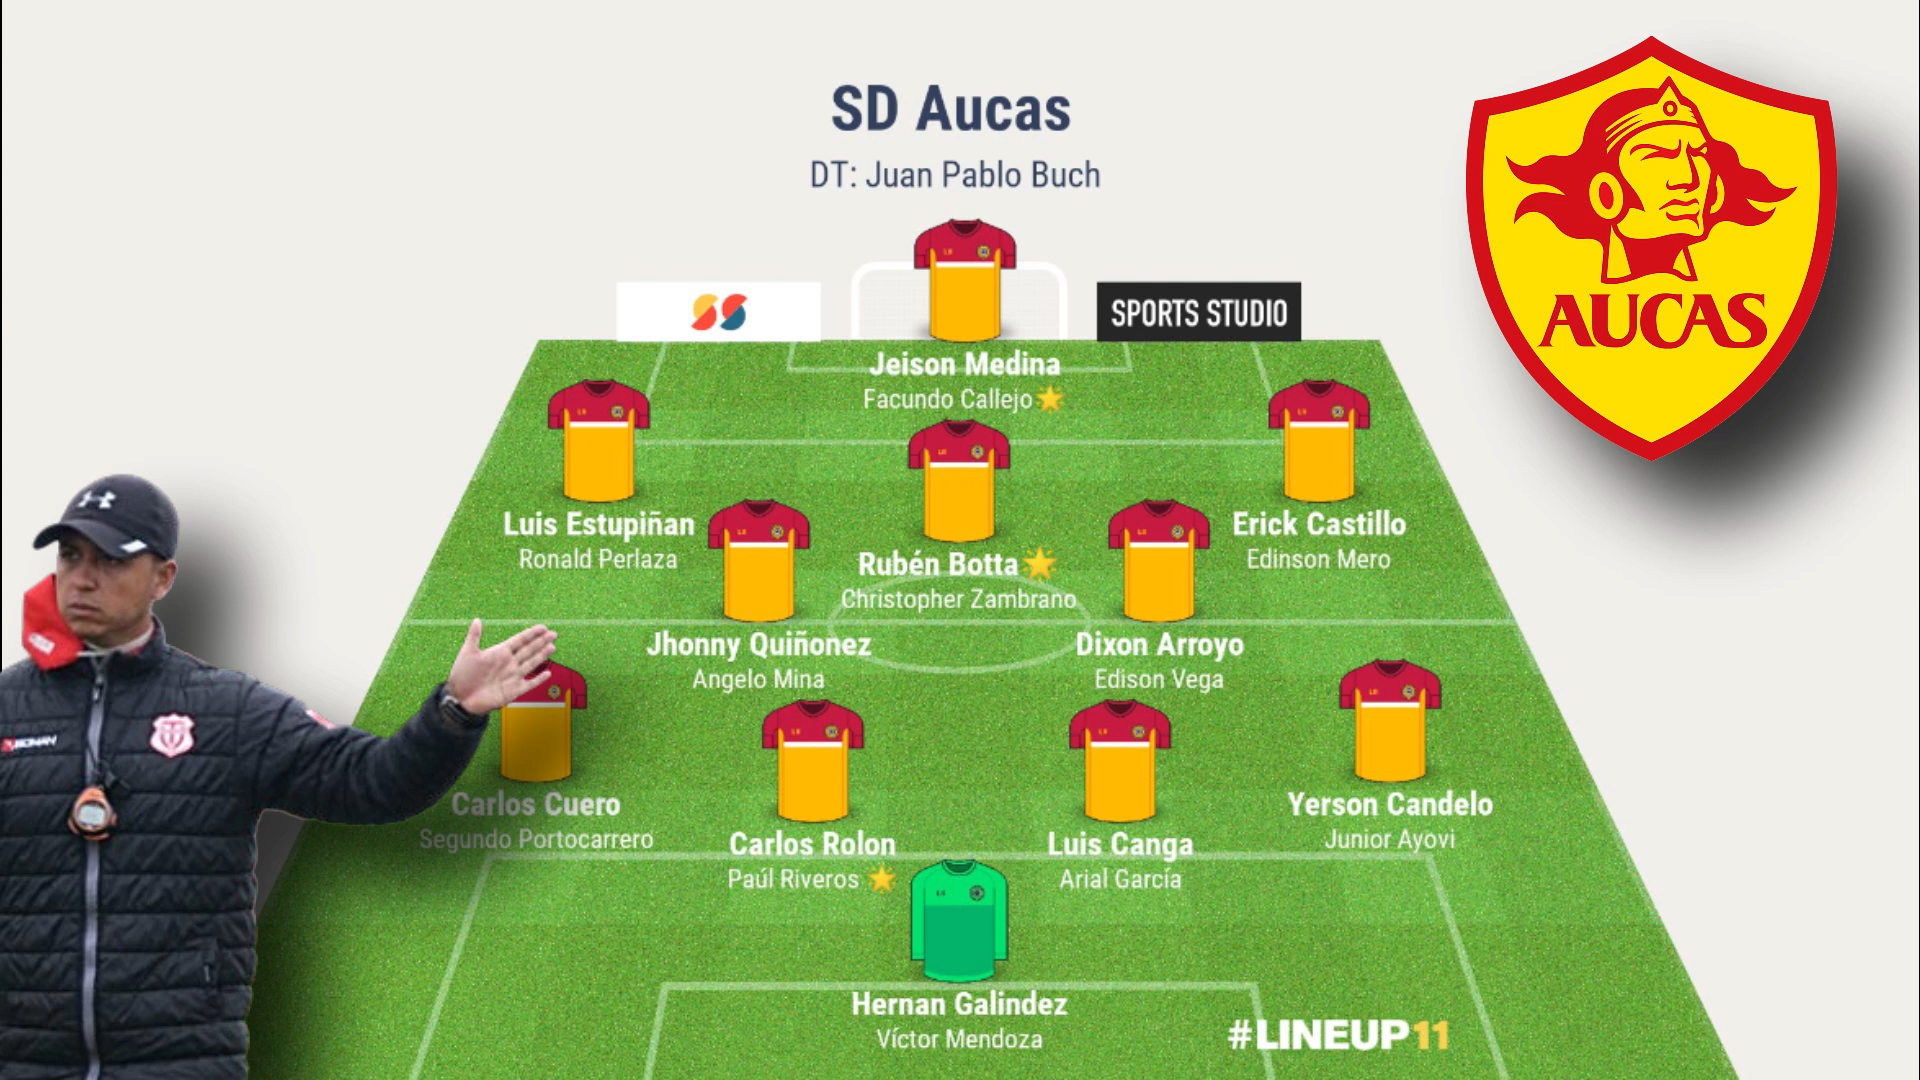 SD Aucas
DT: Juan Pablo Buch
AUCAS
SPORTS STUDIO
Jeison Medina
Facundo Callejo
Luis Estupiñan
Ronald Perlaza
Rubén Botta
Christopher Zambrano
Erick Castillo
Edinson Mero
Jhonny Quiñonez
Angelo Mina
Dixon Arroyo
Edison Vega
Carlos Cuero
Segundo Portocarrero
Carlos Rolon
Paúl Riveros
Luis Canga
Arial García
Yerson Candelo
Junior Ayovi
Hernan Galindez
Víctor Mendoza
#LINEUP11